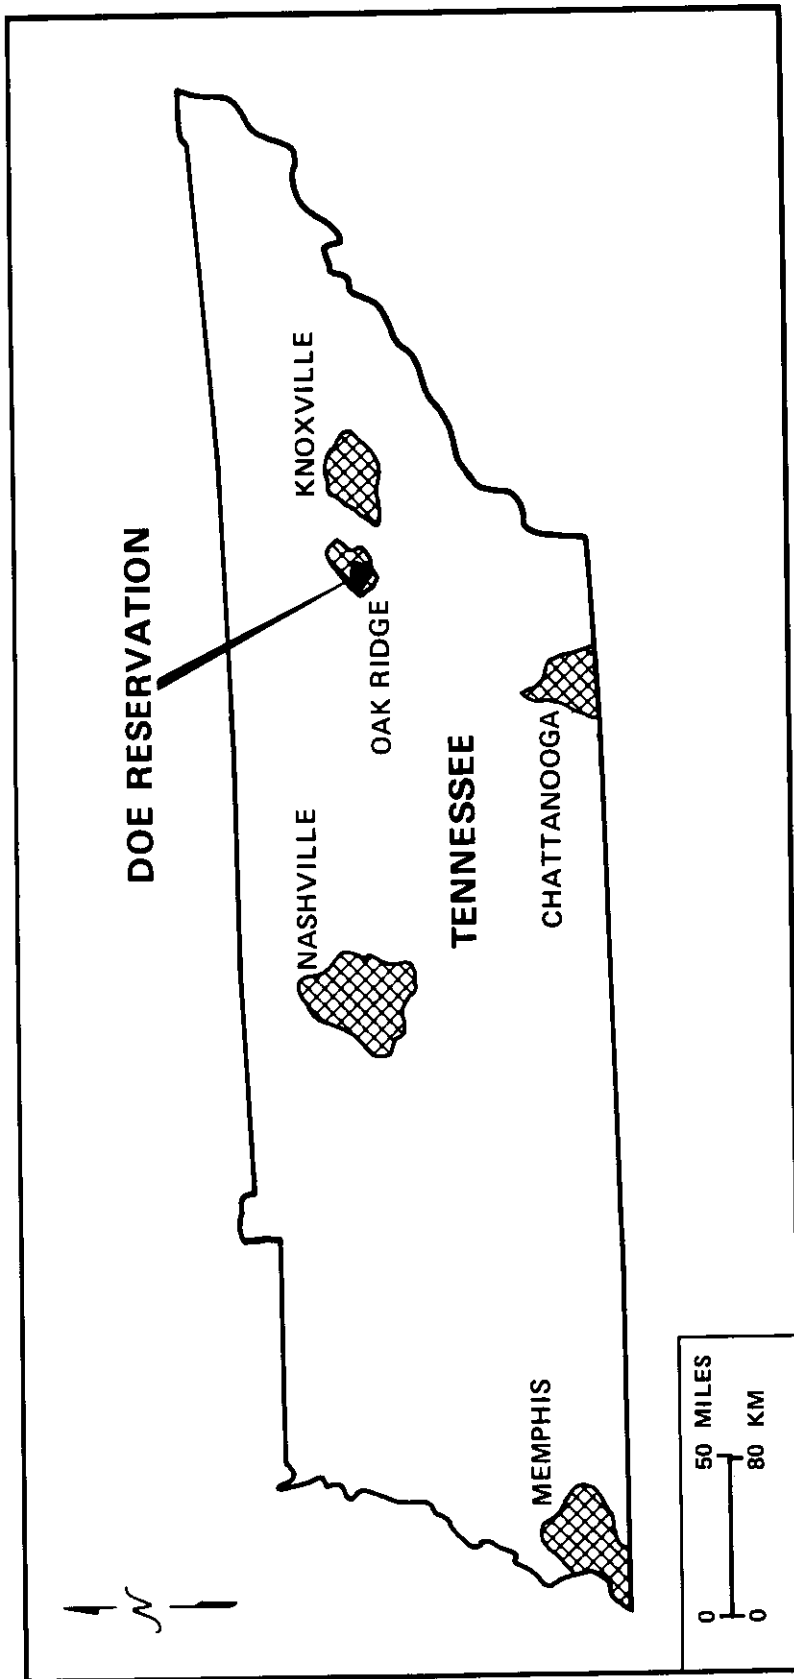 DOE RESERVATION
KNOXVILLE
OAK RIDGE
NASHVILLE
TENNESSEE
CHATTANOOGA
MEMPHIS
N
0 50 MILES
0 80 KM